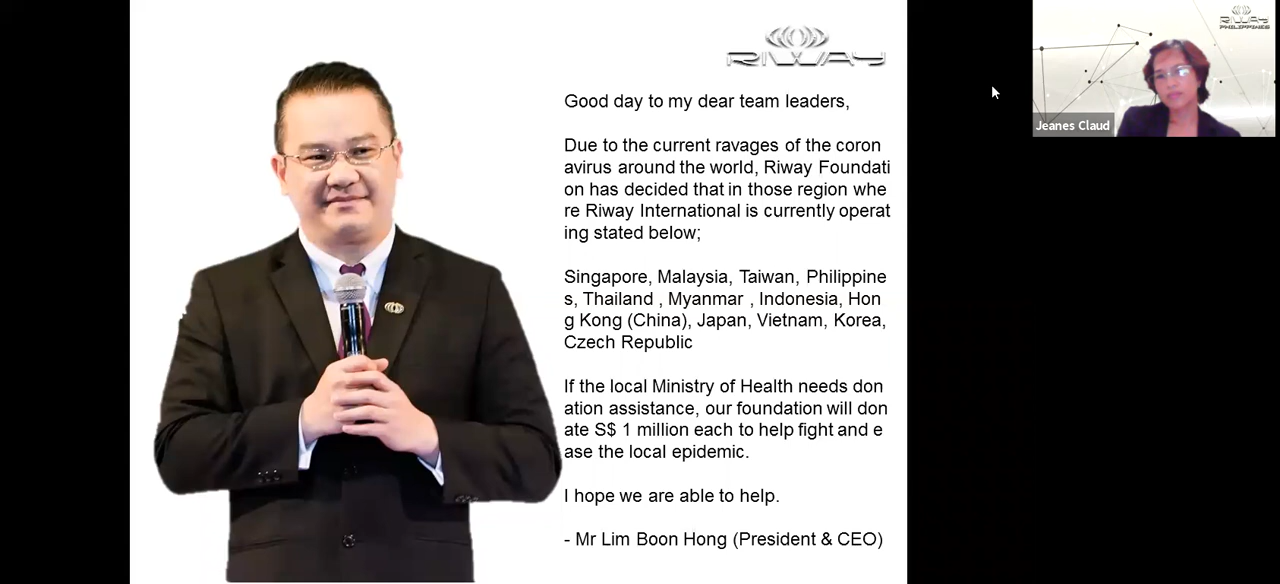 RIWAY
Good day to my dear team leaders,
Due to the current ravages of the coron
avirus around the world, Riway Foundati
on has decided that in those region whe
re Riway International is currently operat
ing stated below;
Singapore, Malaysia, Taiwan, Philippine
s, Thailand , Myanmar , Indonesia, Hon
g Kong (China), Japan, Vietnam, Korea,
Czech Republic
If the local Ministry of Health needs don
ation assistance, our foundation will don
ate S$ 1 million each to help fight and e
ase the local epidemic.
I hope we are able to help.
- Mr Lim Boon Hong (President & CEO)
RIWAY
PHILIPPINES
Jeanes Claud